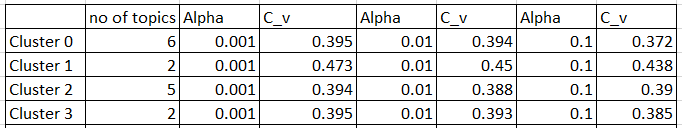 no of topics Alpha C_v Alpha C_v Alpha C_v
Cluster 0 6 0.001 0.395 0.01 0.394 0.1 0.372
Cluster 1 2 0.001 0.473 0.01 0.45 0.1 0.438
Cluster 2 5 0.001 0.394 0.01 0.388 0.1 0.39
Cluster 3 2 0.001 0.395 0.01 0.393 0.1 0.385